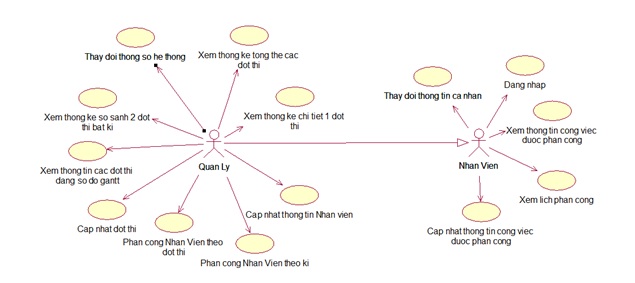 Thay doi thong so he thong
Xem thong ke tong the cac
dot thi
Xem thong ke so sanh 2 dot
thi bat ki
Xem thong ke chi tiet 1 dot
thi
Xem thong tin cac dot thi
dang so do gantt
Quan Ly
Cap nhat dot thi
Phan cong Nhan Vien theo
dot thi
Phan cong Nhan Vien theo ki
Cap nhat thong tin Nhan vien
Thay doi thong tin ca nhan
Dang nhap
Xem thong tin cong viec
duoc phan cong
Nhan Vien
Xem lich phan cong
Cap nhat thong tin cong viec
duoc phan cong